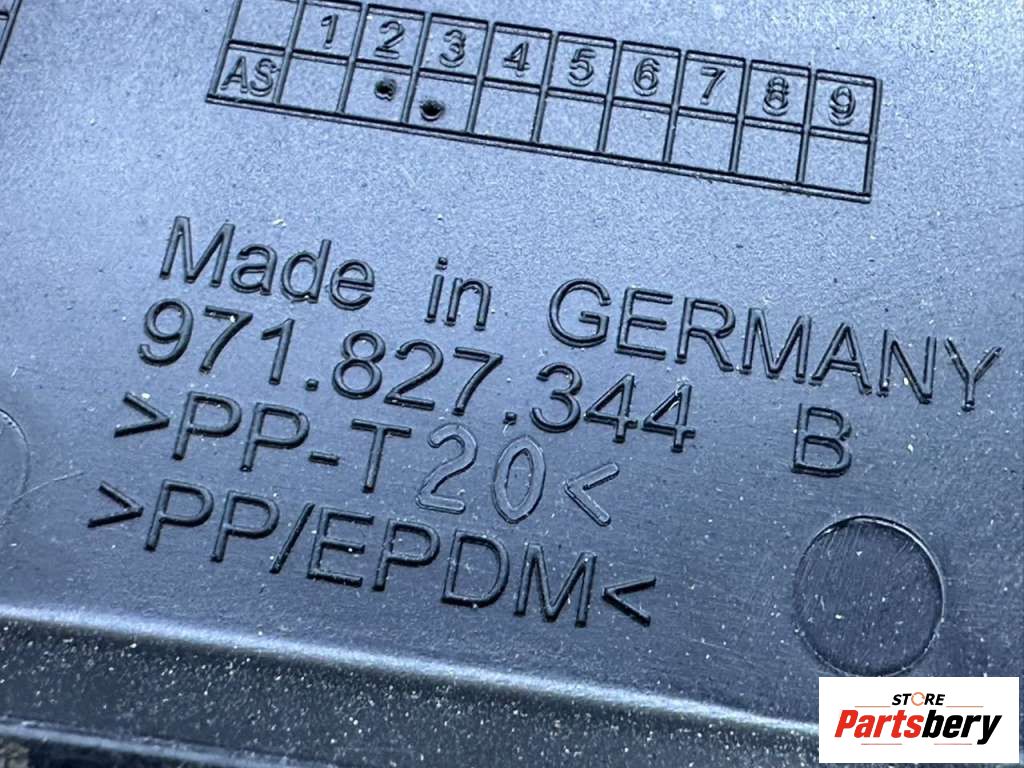 1 2 3 4 5 6 7 8 9
AS
Made in GERMANY
971.827.344 B
>PP-T20<
>PP/EPDM<
STORE
Partsbery